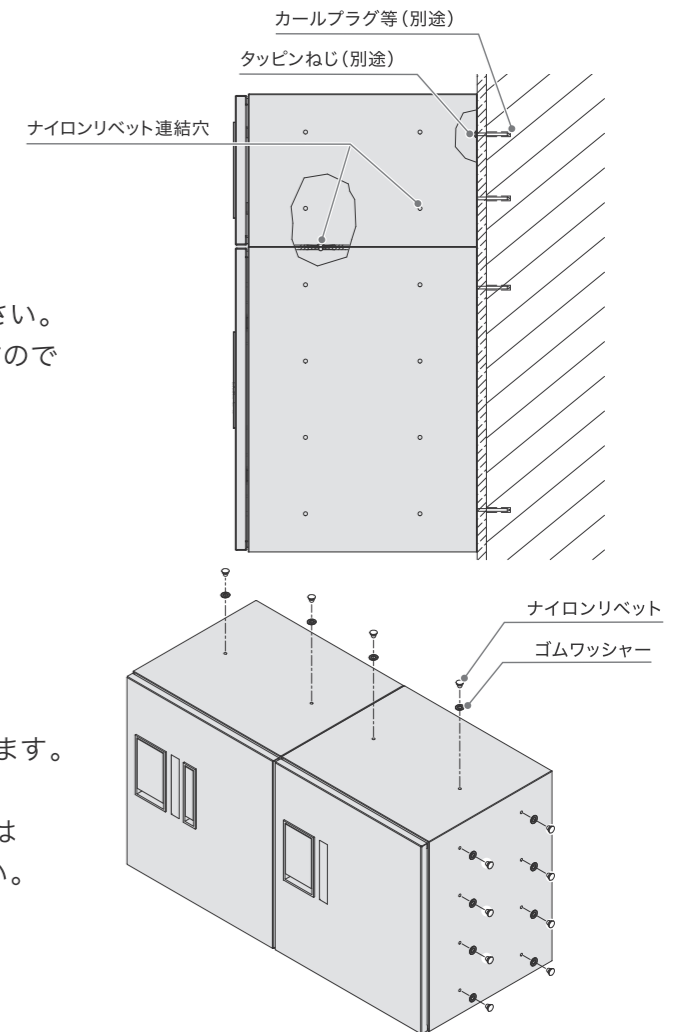 カールプラグ等（別途）
タッピンねじ（別途）
ナイロンリベット連結穴
さい。
ので
ナイロンリベット
ゴムワッシャー
ます。
は
い。